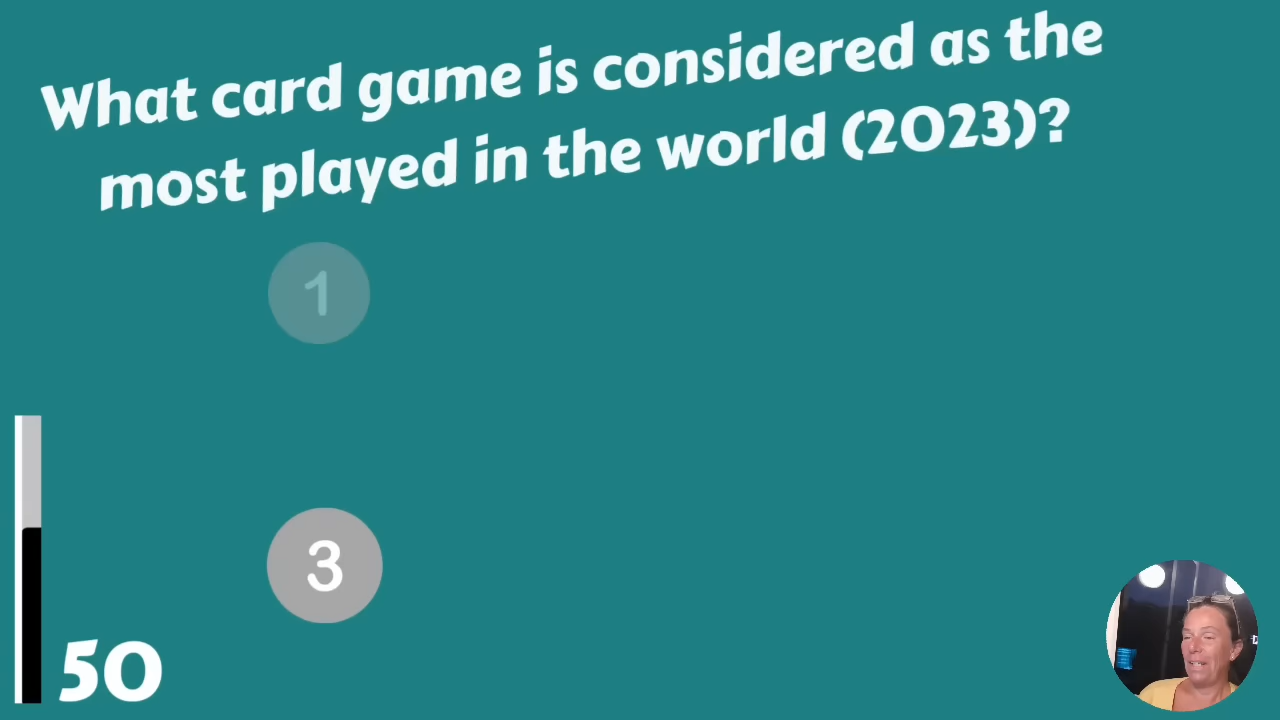 What card game is considered as the
most played in the world (2023)?
1
3
50